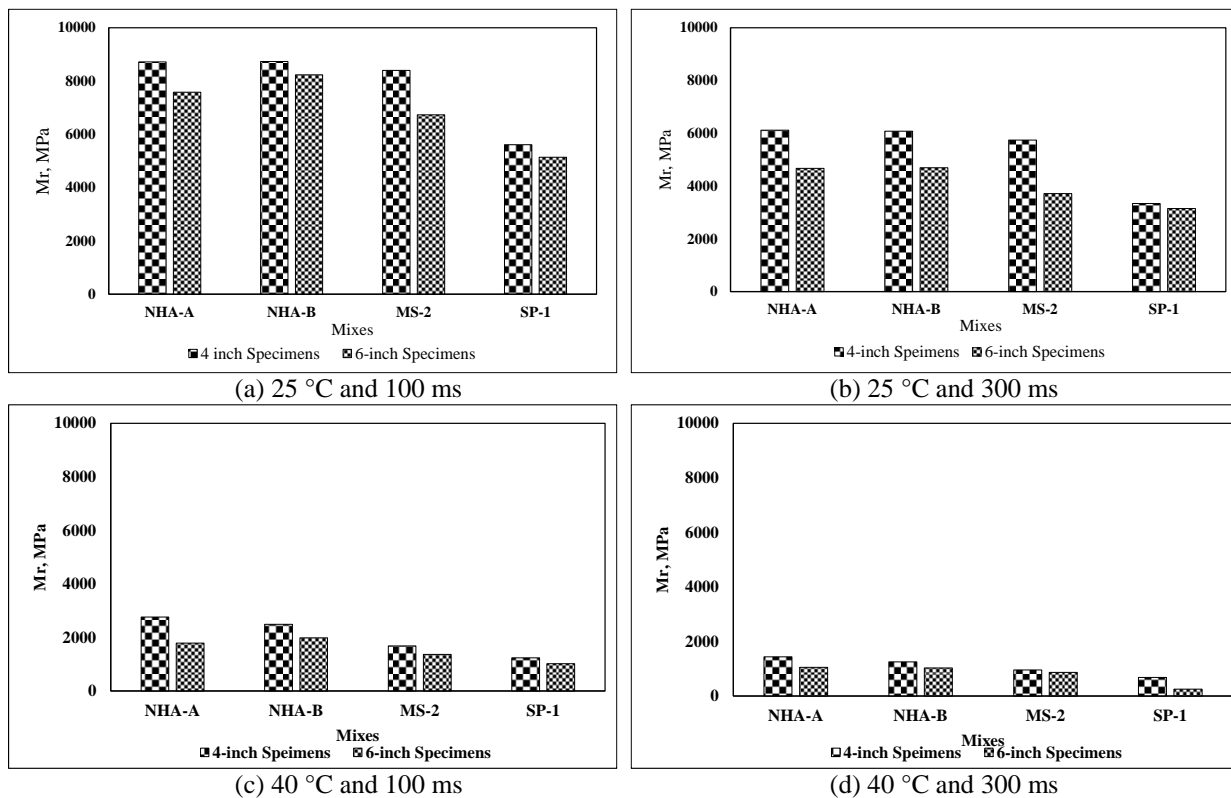 10000
8000
6000
4000
2000
0
Mr, MPa
NHA-A NHA-B MS-2 SP-1
Mixes
4 inch Specimens 6-inch Specimens
(a) 25 °C and 100 ms
10000
8000
6000
4000
2000
0
Mr, MPa
NHA-A NHA-B MS-2 SP-1
Mixes
4-inch Speimens 6-inch Specimens
(b) 25 °C and 300 ms
10000
8000
6000
4000
2000
0
Mr, MPa
NHA-A NHA-B MS-2 SP-1
Mixes
4-inch Speimens 6-inch Specimens
(c) 40 °C and 100 ms
10000
8000
6000
4000
2000
0
Mr, MPa
NHA-A NHA-B MS-2 SP-1
Mixes
4-inch Speimens 6-inch Specimens
(d) 40 °C and 300 ms